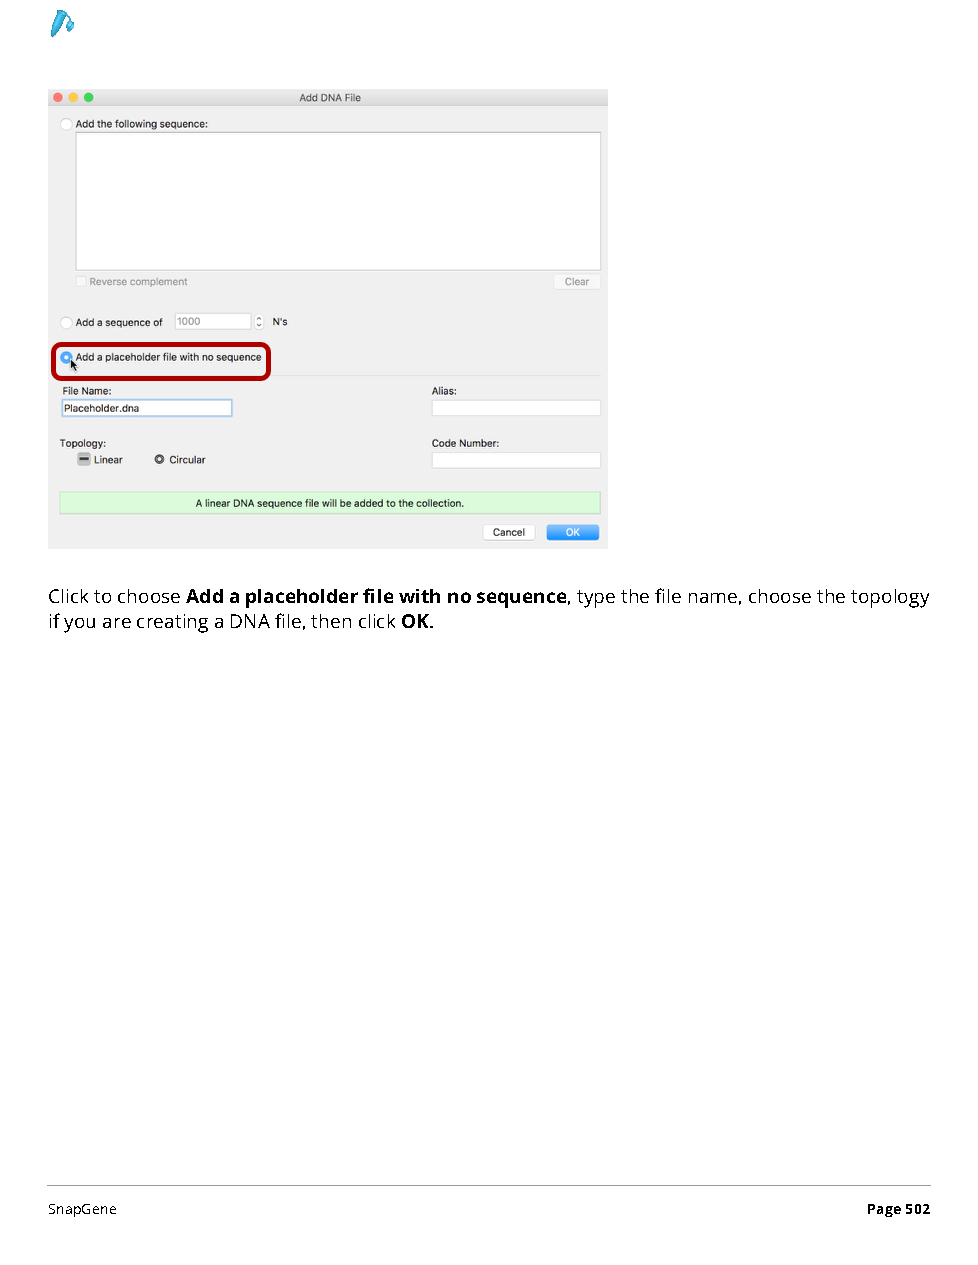 Add DNA File
Add the following sequence:
Reverse complement
Clear
Add a sequence of 1000 N's
Add a placeholder file with no sequence
File Name:
Alias:
Placeholder.dna
Topology:
Code Number:
Linear Circular
A linear DNA sequence file will be added to the collection.
Cancel OK
Click to choose Add a placeholder file with no sequence, type the file name, choose the topology
if you are creating a DNA file, then click OK.
SnapGene
Page 502